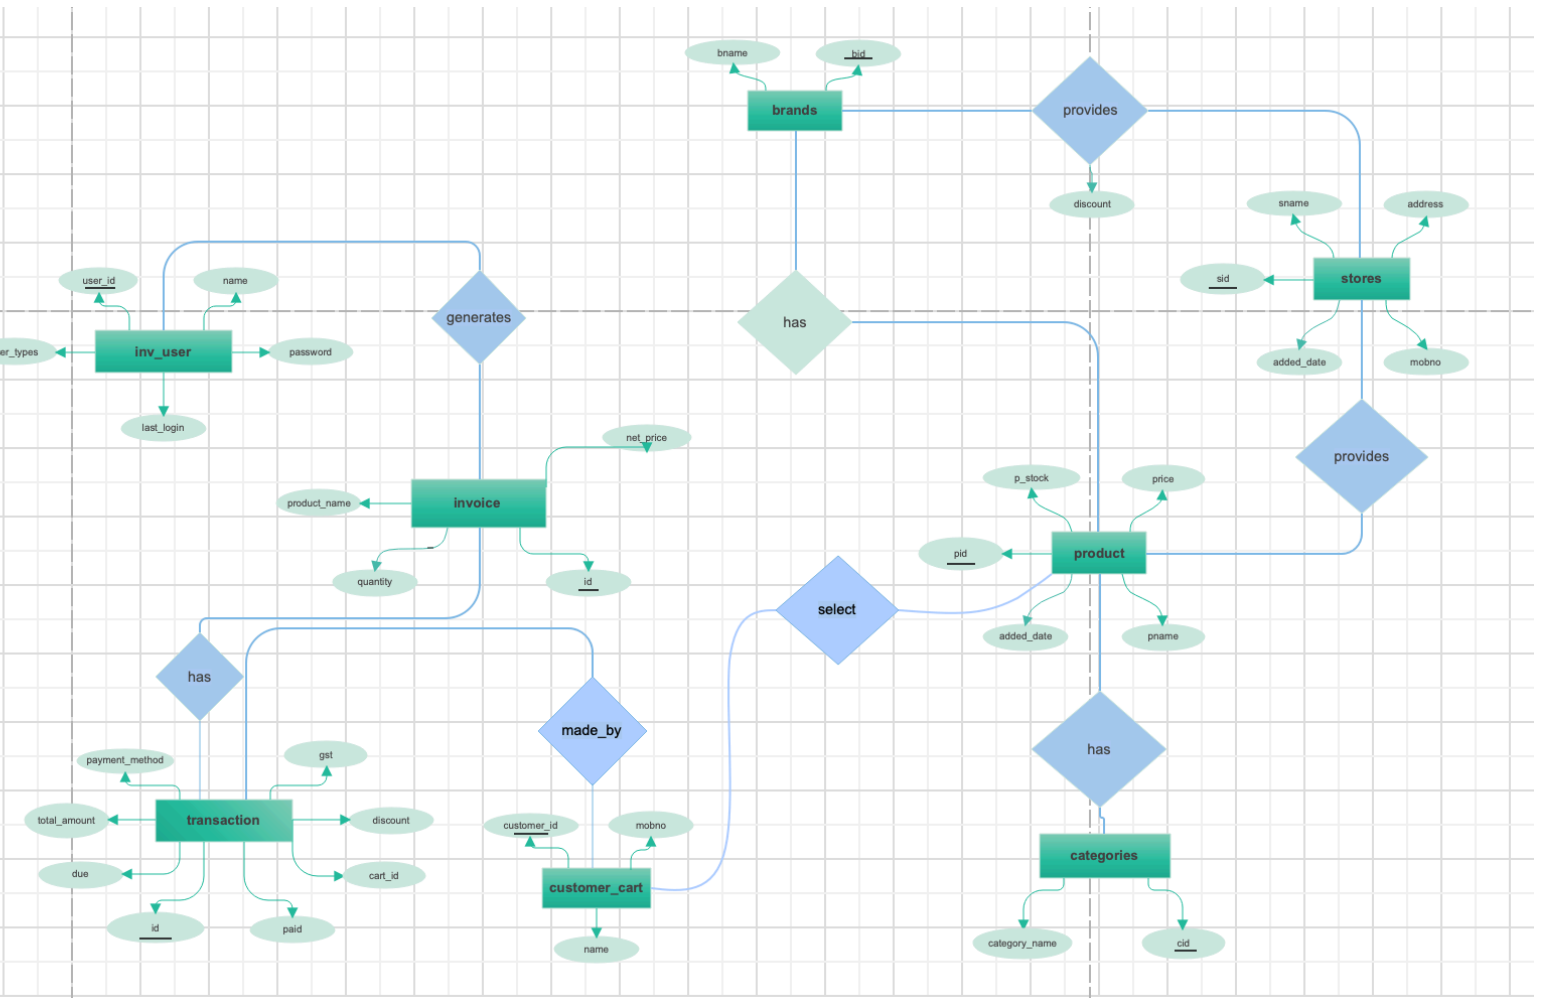 bname
bid
brands
provides
discount
sname
address
sid
stores
added_date
mobno
provides
user_id
name
er_types
inv_user
password
last_login
generates
has
net_price
product_name
invoice
quantity
id
p_stock
price
pid
product
added_date
pname
select
has
made_by
has
payment_method
gst
total_amount
transaction
discount
due
cart_id
id
paid
customer_id
mobno
customer_cart
name
categories
category_name
cid